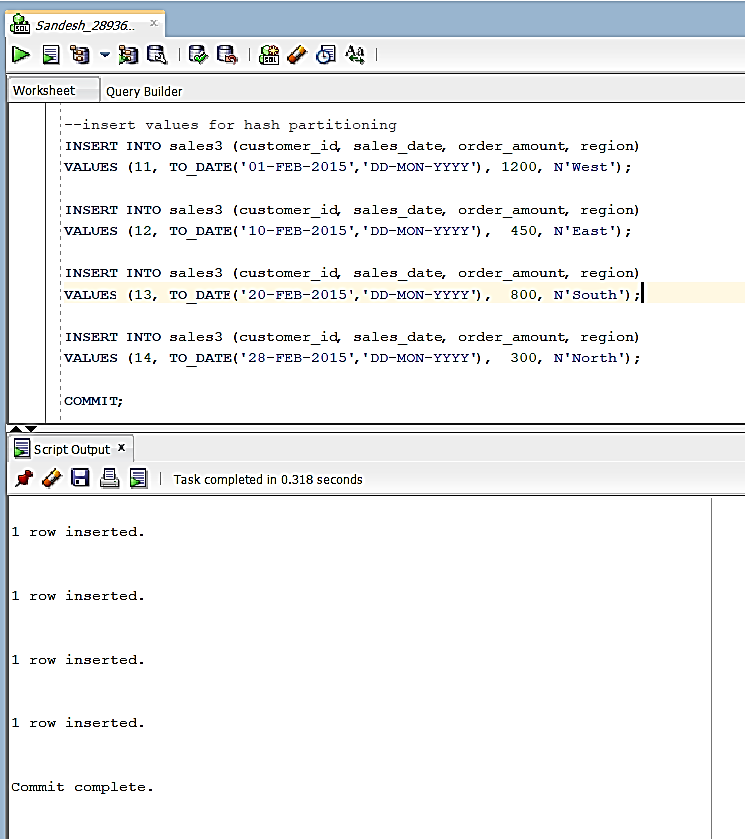 Sandesh_28936...
Worksheet Query Builder
--insert values for hash partitioning
INSERT INTO sales3 (customer_id, sales_date, order_amount, region)
VALUES (11, TO_DATE('01-FEB-2015','DD-MON-YYYY'), 1200, N'West');
INSERT INTO sales3 (customer_id, sales_date, order_amount, region)
VALUES (12, TO_DATE('10-FEB-2015','DD-MON-YYYY'),  450, N'East');
INSERT INTO sales3 (customer_id, sales_date, order_amount, region)
VALUES (13, TO_DATE('20-FEB-2015','DD-MON-YYYY'),  800, N'South');
INSERT INTO sales3 (customer_id, sales_date, order_amount, region)
VALUES (14, TO_DATE('28-FEB-2015','DD-MON-YYYY'),  300, N'North');
COMMIT;
Script Output x
Task completed in 0.318 seconds
1 row inserted.
1 row inserted.
1 row inserted.
1 row inserted.
Commit complete.